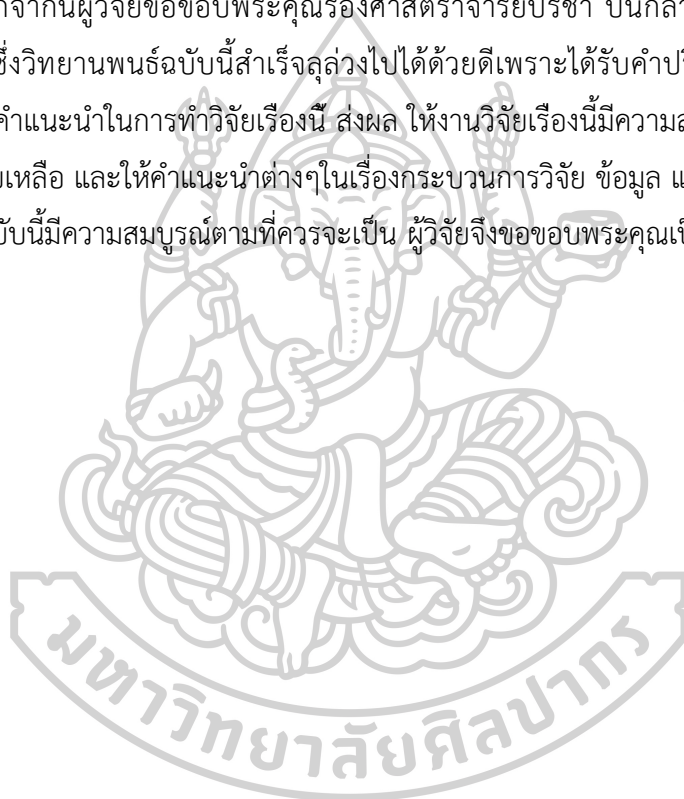 ผู้วิจัยขอขอบพระคุณรองศาสตราจารย์ปรีชา ปั้นกล่ำ
ซึ่งวิทยานพนธ์ฉบับนี้สำเร็จลุล่วงไปได้ด้วยดีเพราะได้รับคำ
คำแนะนำในการทำวิจัยเรื่องนี้ ส่งผล ให้งานวิจัยเรื่องนี้มีความ
และให้คำแนะนำต่างๆในเรื่องกระบวนการวิจัย ข้อมูล
บับนี้มีความสมบูรณ์ตามที่ควรจะเป็น ผู้วิจัยจึงขอขอบพระคุณ
มหาวิทยาลัยศิลปากร